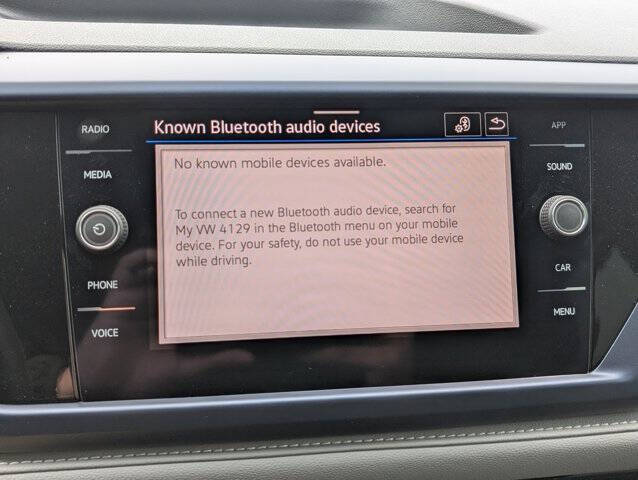 Known Bluetooth audio devices
No known mobile devices available.
To connect a new Bluetooth audio device, search for
My VW 4129 in the Bluetooth menu on your mobile
device. For your safety, do not use your mobile device
while driving.
RADIO
MEDIA
PHONE
VOICE
APP
SOUND
CAR
MENU